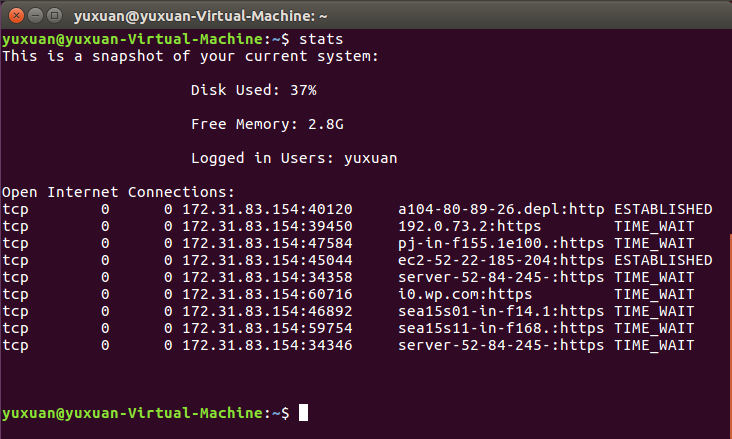 yuxuan@yuxuan-Virtual-Machine: ~
yuxuan@yuxuan-Virtual-Machine:~$ stats
This is a snapshot of your current system:
Disk Used: 37%
Free Memory: 2.8G
Logged in Users: yuxuan
Open Internet Connections:
tcp        0      0 172.31.83.154:40120     a104-80-89-26.depl:http ESTABLISHED
tcp        0      0 172.31.83.154:39450     192.0.73.2:https        TIME_WAIT
tcp        0      0 172.31.83.154:47584     pj-in-f155.1e100.:https TIME_WAIT
tcp        0      0 172.31.83.154:45044     ec2-52-22-185-204:https ESTABLISHED
tcp        0      0 172.31.83.154:34358     server-52-84-245-:https TIME_WAIT
tcp        0      0 172.31.83.154:60716     i0.wp.com:https         TIME_WAIT
tcp        0      0 172.31.83.154:46892     sea15s01-in-f14.1:https TIME_WAIT
tcp        0      0 172.31.83.154:59754     sea15s11-in-f168.:https TIME_WAIT
tcp        0      0 172.31.83.154:34346     server-52-84-245-:https TIME_WAIT
yuxuan@yuxuan-Virtual-Machine:~$